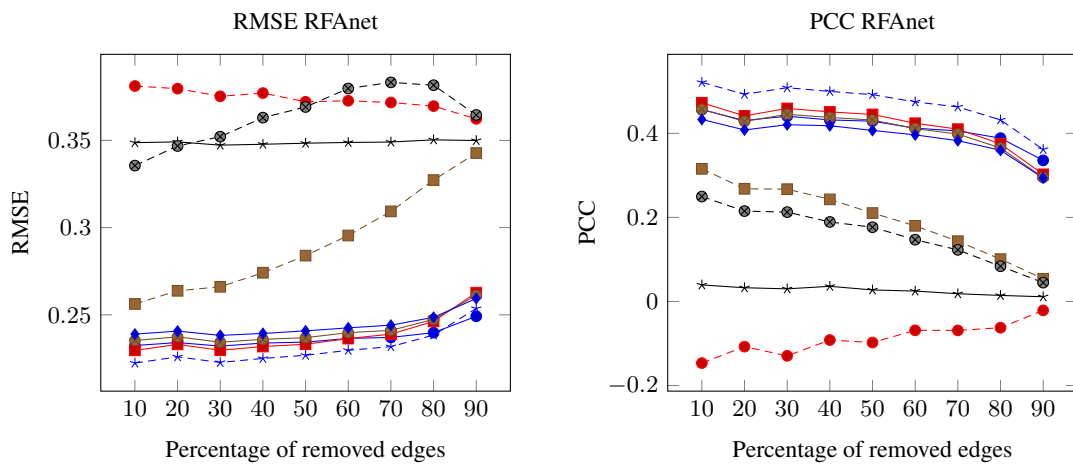 RMSE RFAnet
0.35
0.3
0.25
RMSE
10 20 30 40 50 60 70 80 90
Percentage of removed edges
PCC RFAnet
0.4
0.2
0
−0.2
PCC
10 20 30 40 50 60 70 80 90
Percentage of removed edges